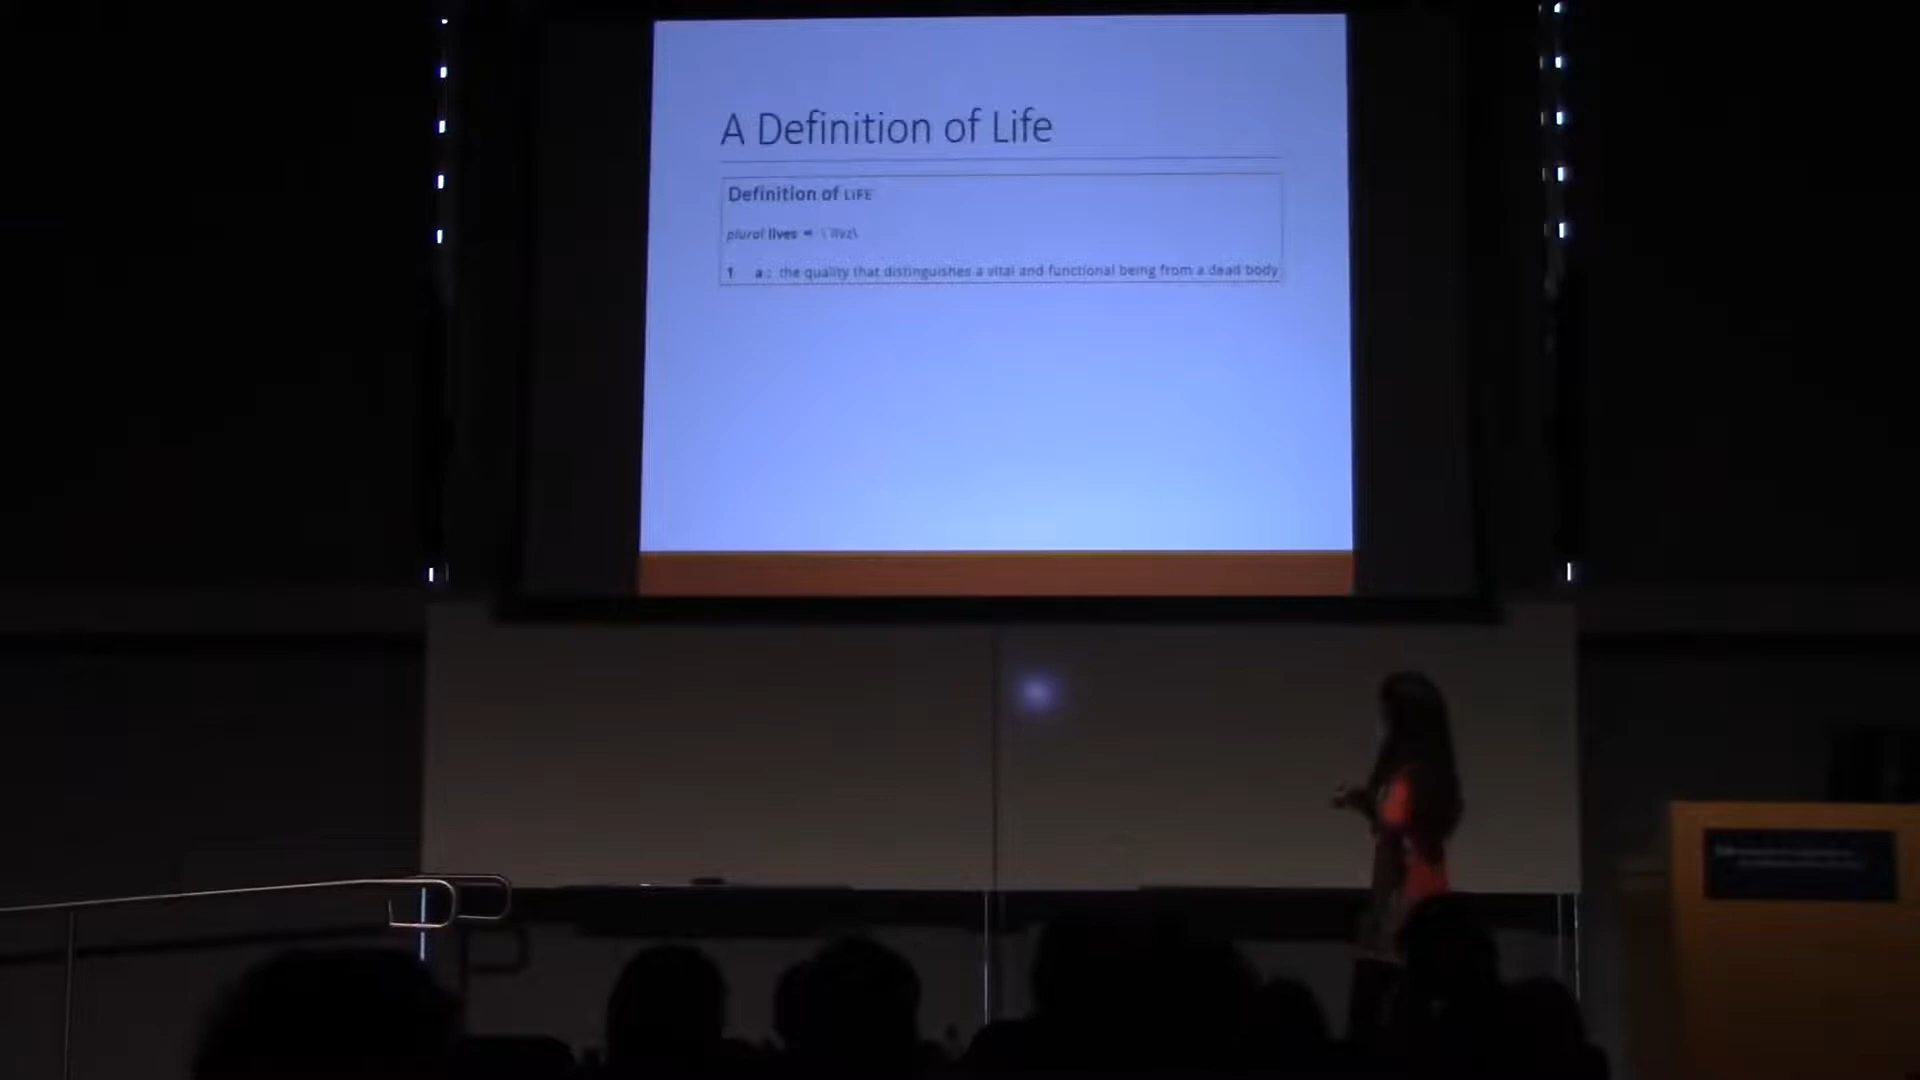 A Definition of Life
Definition of LIFE
plural lives
1 a : the quality that distinguishes a vital and functional being from a dead body